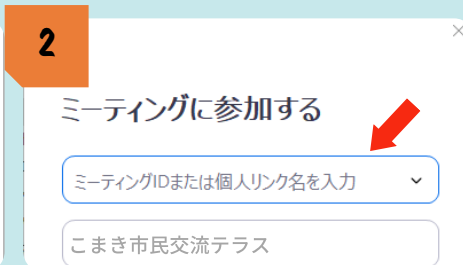 2
ミーティングに参加する
ミーティングIDまたは個人リンク名を入力
こまき市民交流テラス